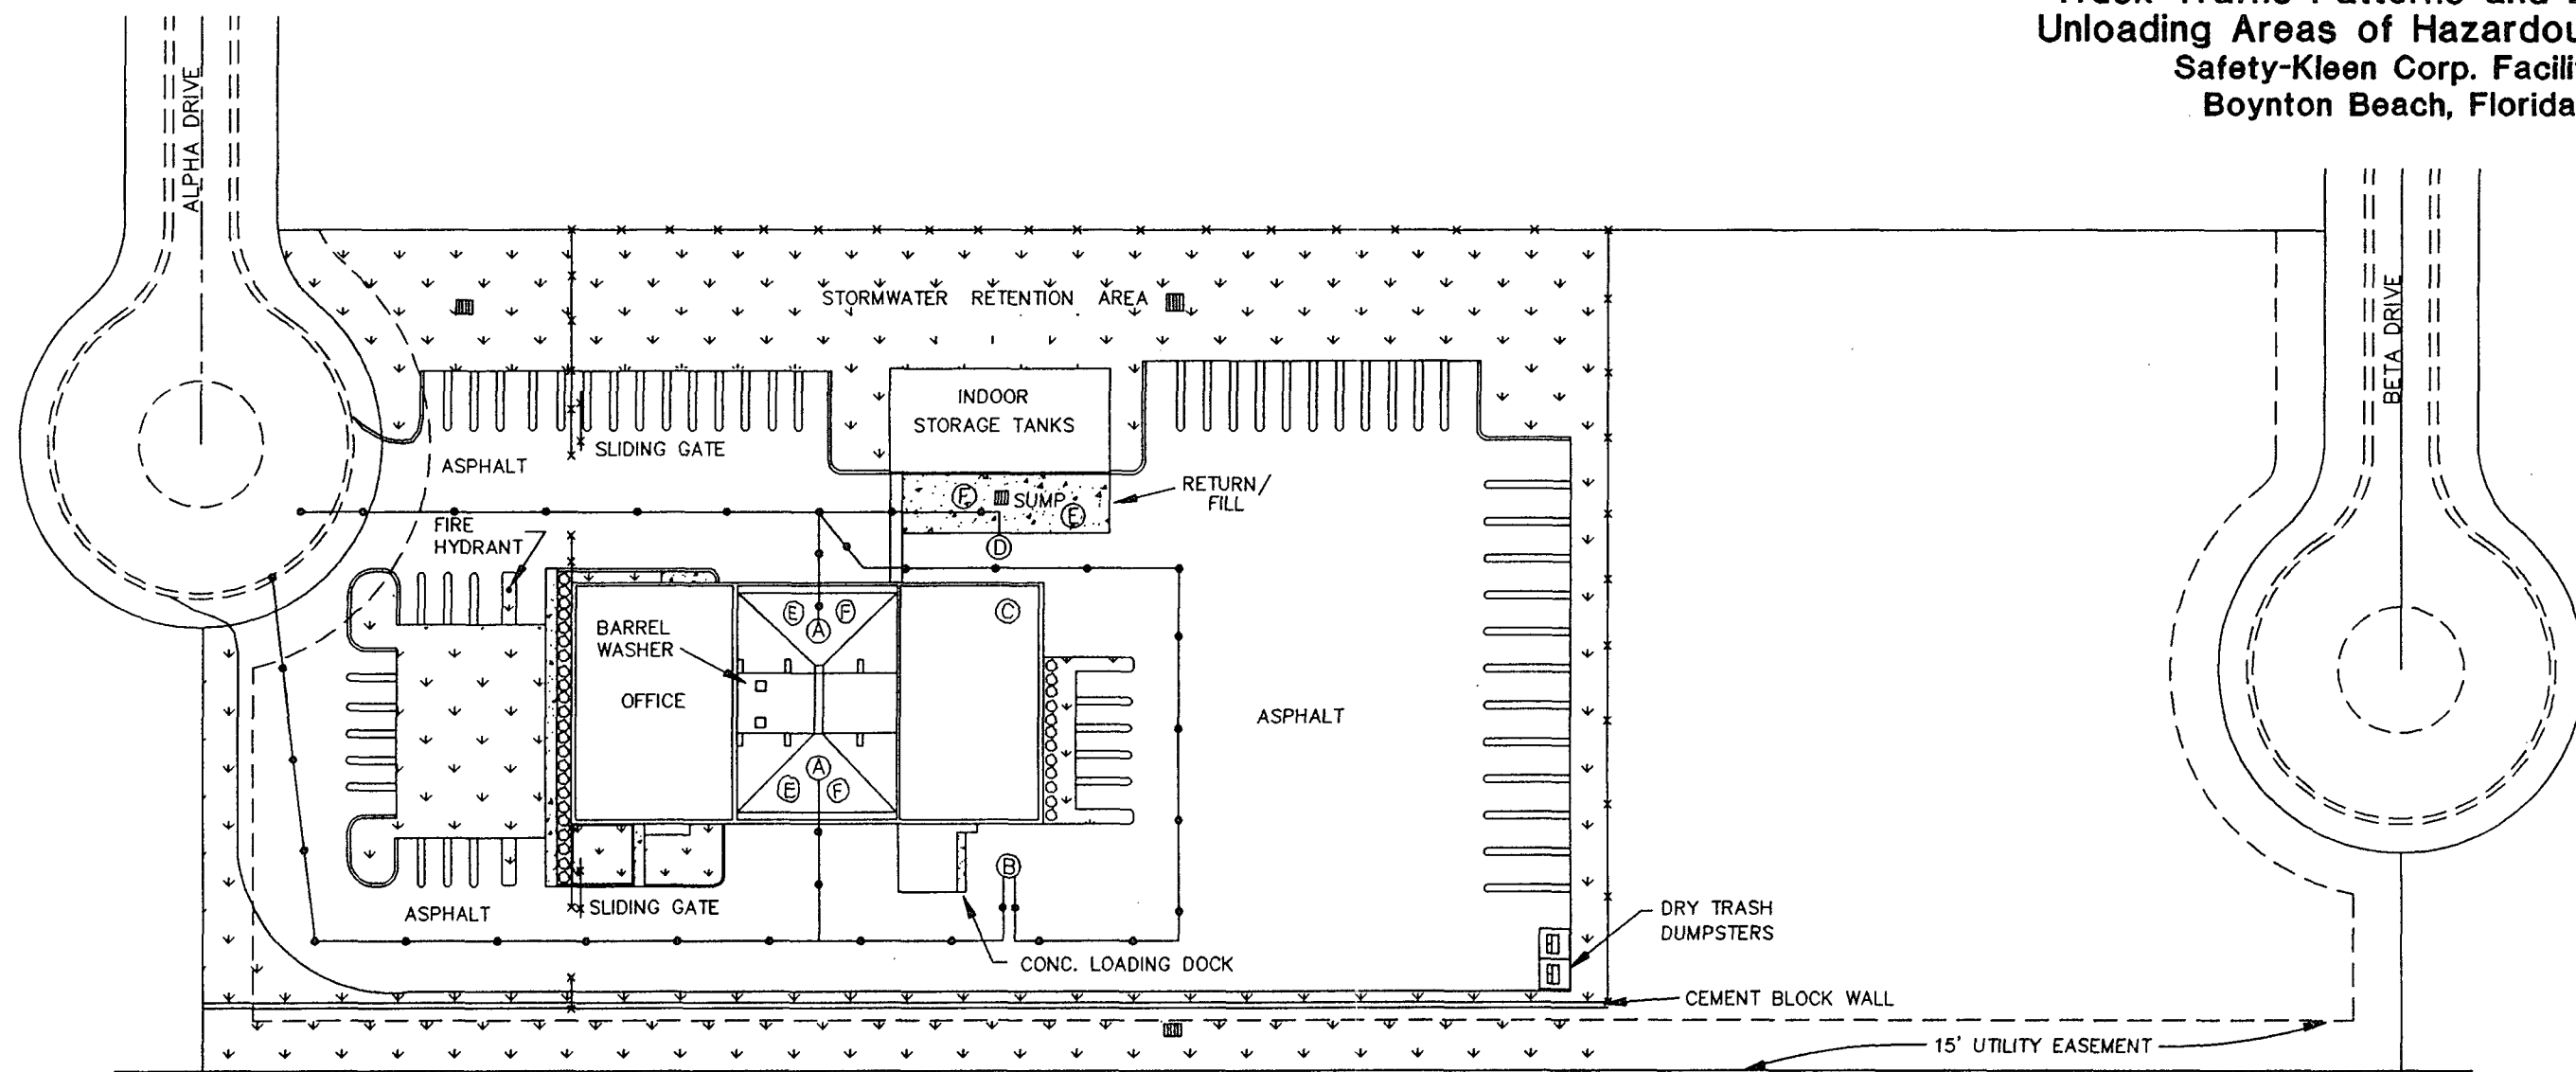 Unloading Areas of Hazardou
Safety-Kleen Corp. Facili
Boynton Beach, Florida
ALPHA DRIVE
BETA DRIVE
STORMWATER RETENTION AREA
INDOOR
STORAGE TANKS
SLIDING GATE
ASPHALT
RETURN/
FILL
F
SUMP
E
FIRE
HYDRANT
D
E
F
C
A
BARREL
WASHER
OFFICE
ASPHALT
A
E
F
B
ASPHALT
SLIDING GATE
DRY TRASH
DUMPSTERS
CONC. LOADING DOCK
CEMENT BLOCK WALL
15' UTILITY EASEMENT